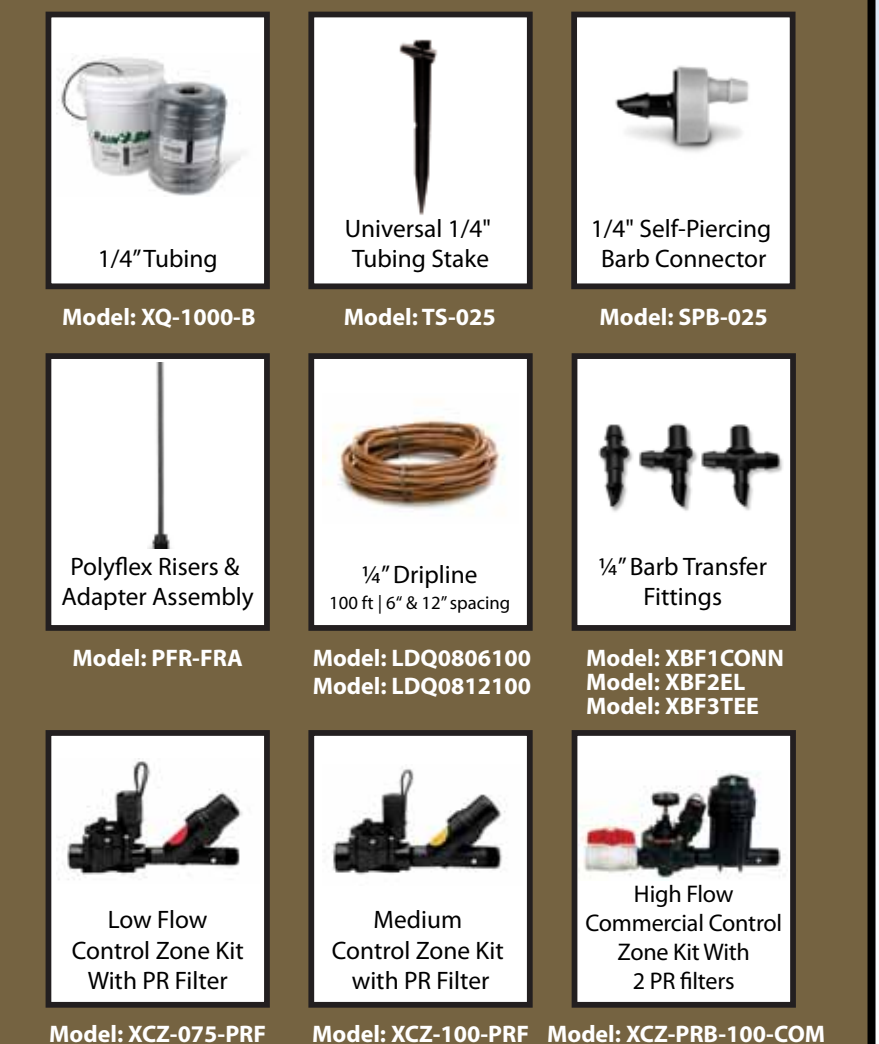 RAIN BIRD
1/4” Tubing
Model: XQ-1000-B
Universal 1/4"
Tubing Stake
Model: TS-025
1/4" Self-Piercing
Barb Connector
Model: SPB-025
Polyflex Risers &
Adapter Assembly
Model: PFR-FRA
¼” Dripline
100 ft | 6“ & 12” spacing
Model: LDQ0806100
Model: LDQ0812100
¼” Barb Transfer
Fittings
Model: XBF1CONN
Model: XBF2EL
Model: XBF3TEE
Low Flow
Control Zone Kit
With PR Filter
Model: XCZ-075-PRF
Medium
Control Zone Kit
with PR Filter
Model: XCZ-100-PRF
High Flow
Commercial Control
Zone Kit With
2 PR filters
Model: XCZ-PRB-100-COM